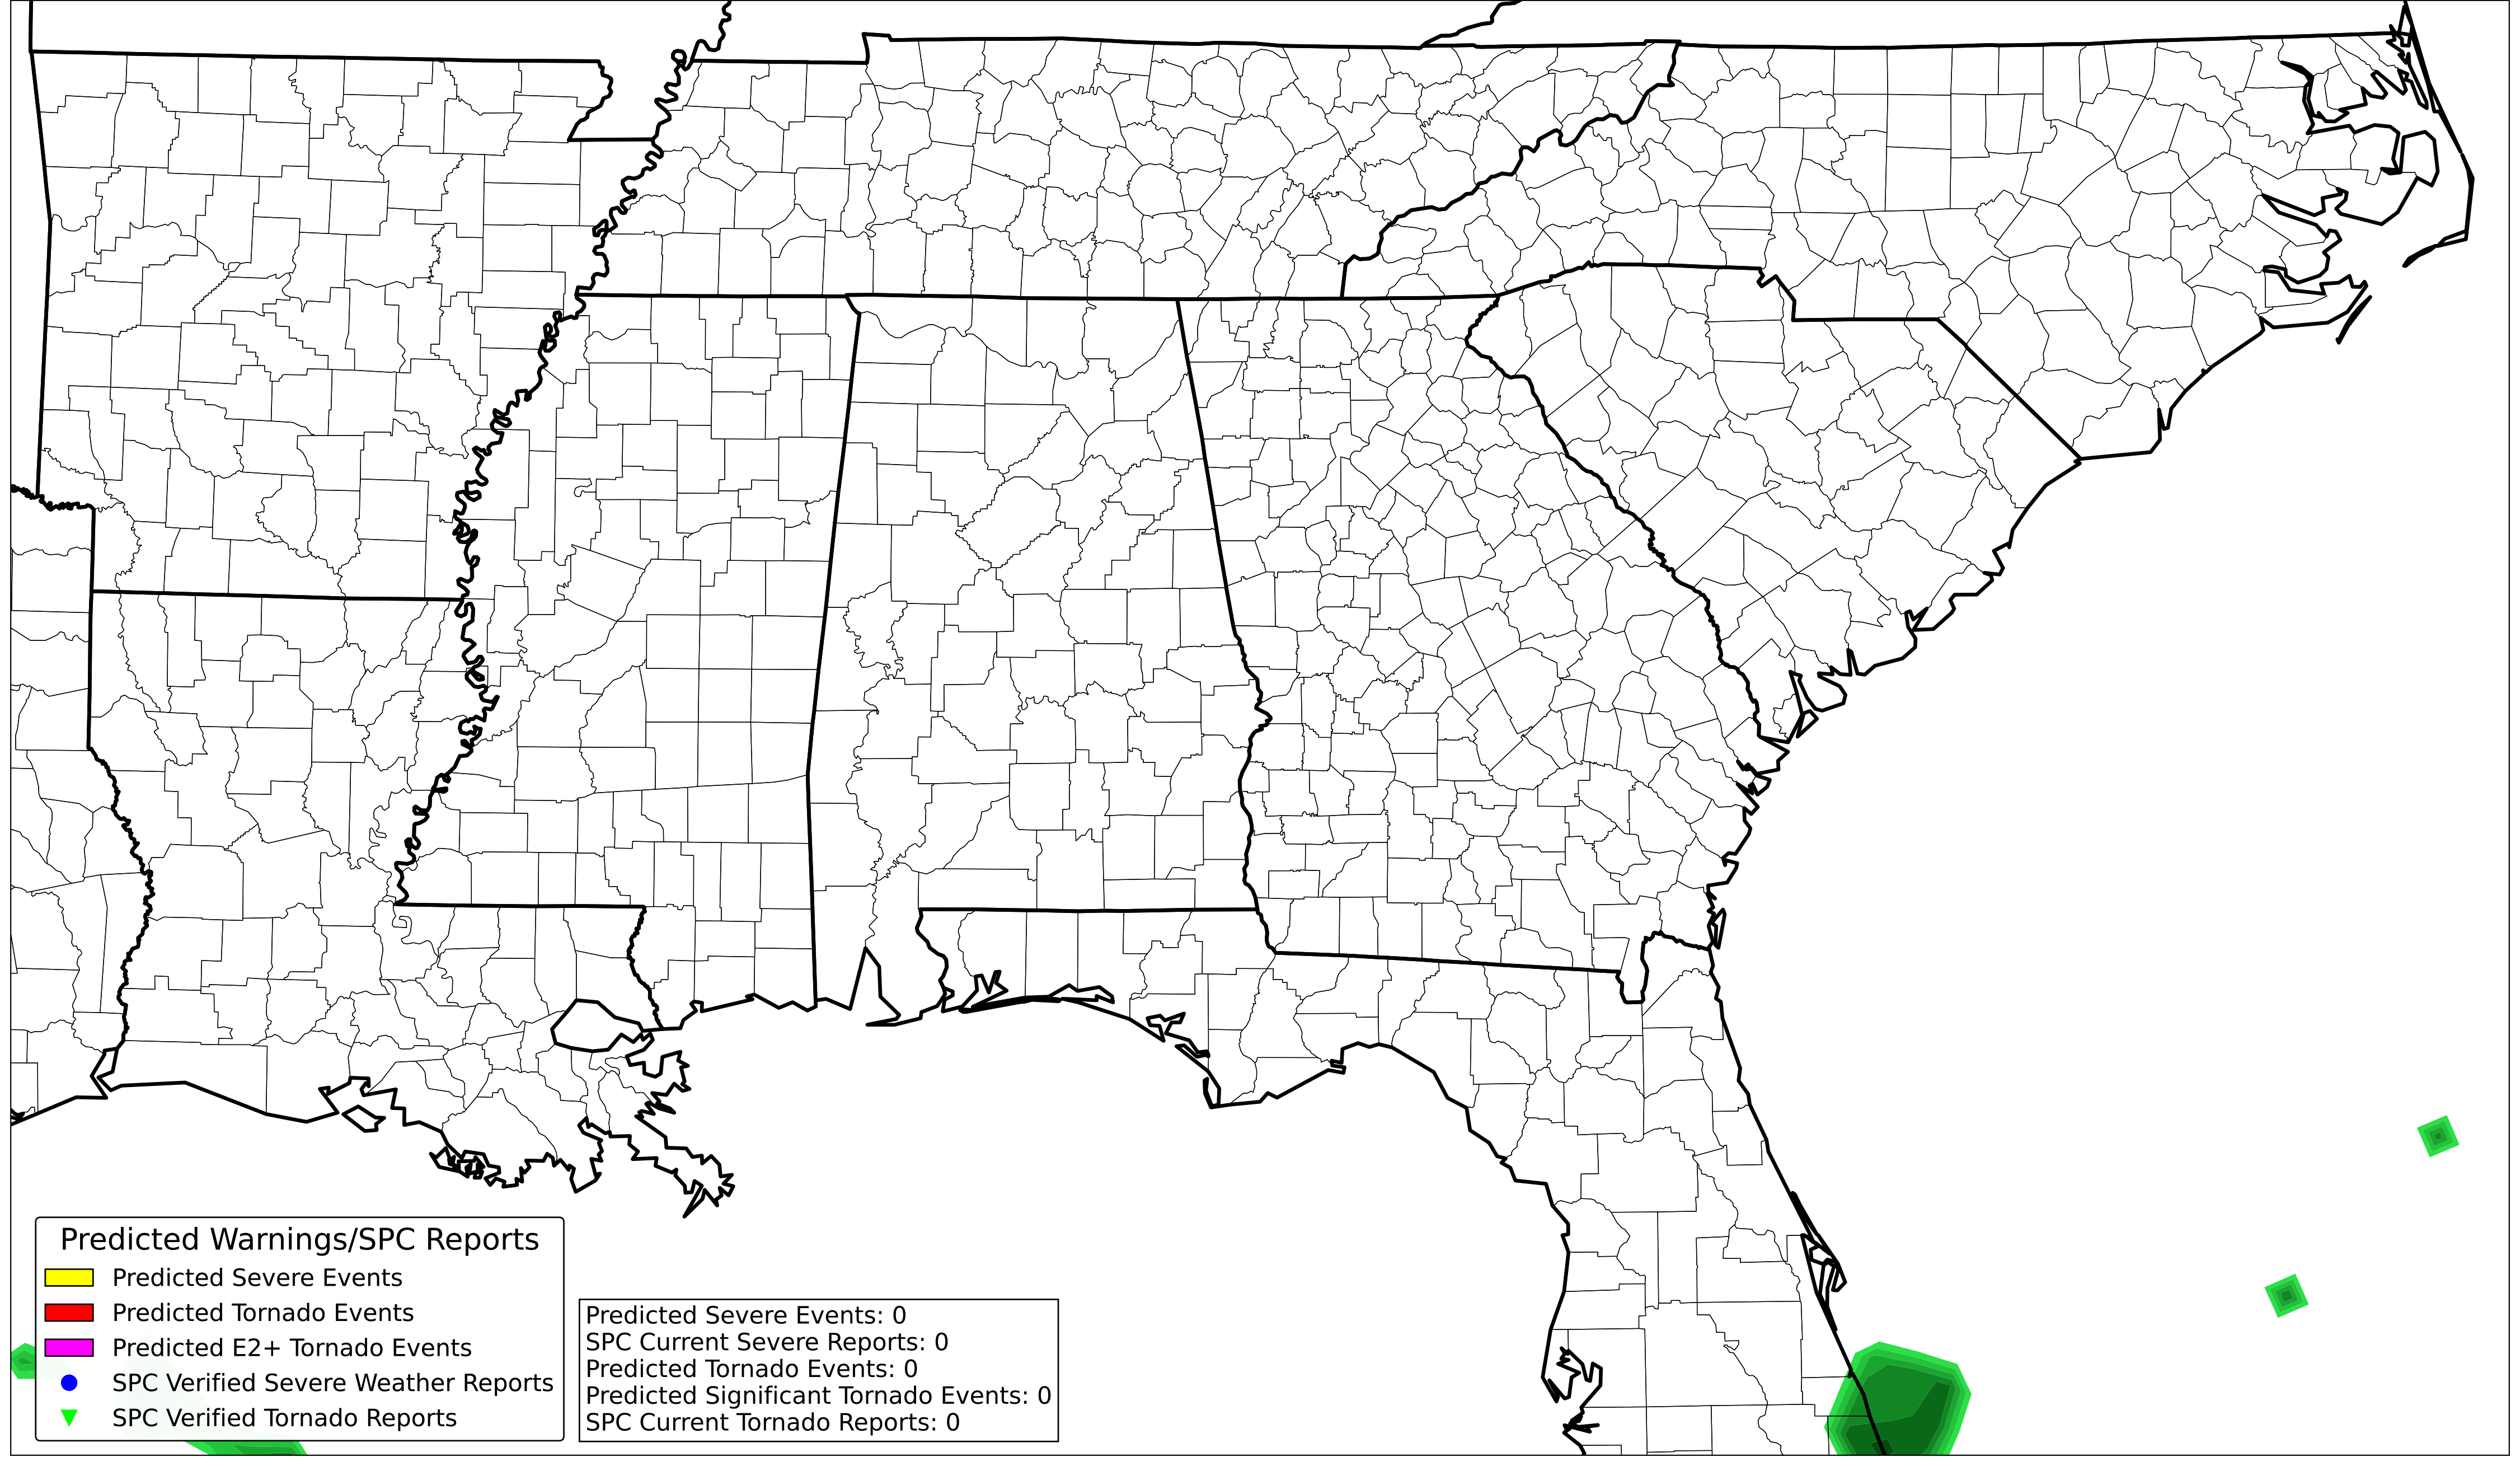 Predicted Warnings/SPC Reports
Predicted Severe Events
Predicted Tornado Events
Predicted E2+ Tornado Events
SPC Verified Severe Weather Reports
SPC Verified Tornado Reports
Predicted Severe Events: 0
SPC Current Severe Reports: 0
Predicted Tornado Events: 0
Predicted Significant Tornado Events: 0
SPC Current Tornado Reports: 0